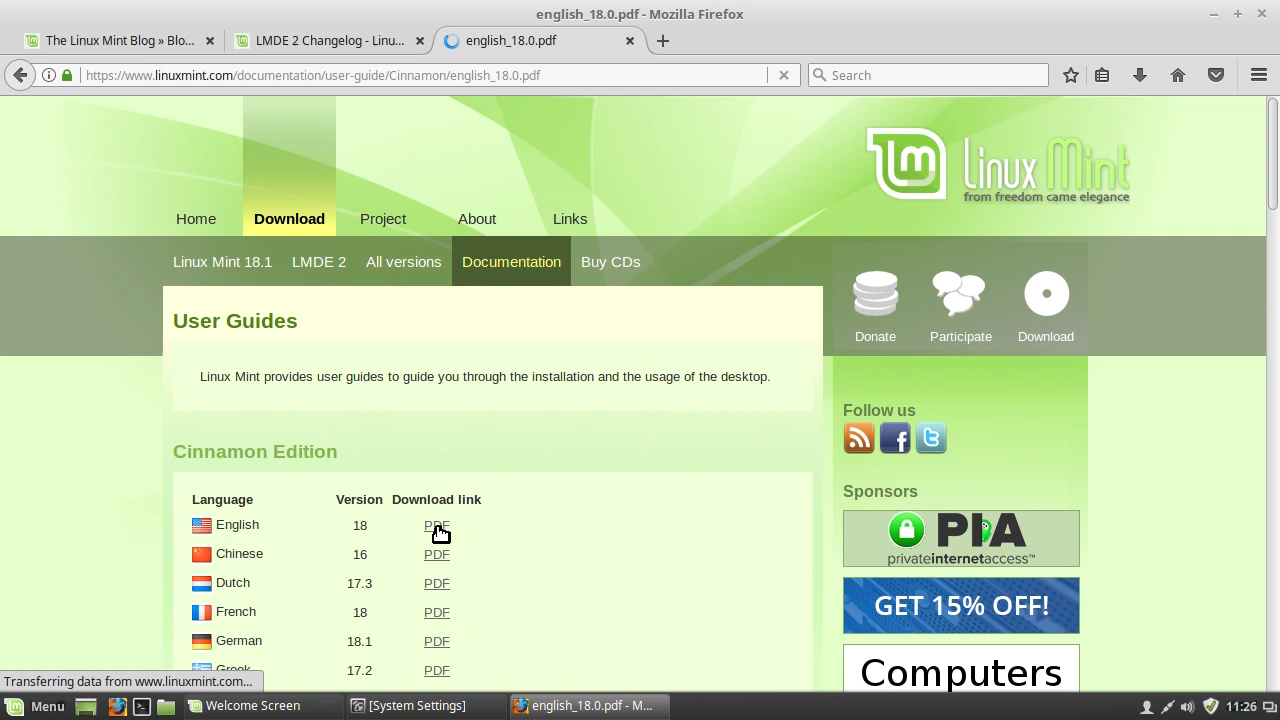 english_18.0.pdf - Mozilla Firefox
The Linux Mint Blog » Blo...
LMDE 2 Changelog - Linu...
english_18.0.pdf
https://www.linuxmint.com/documentation/user-guide/Cinnamon/english_18.0.pdf
Search
Linux Mint
from freedom came elegance
Home Download Project About Links
Linux Mint 18.1 LMDE 2 All versions Documentation Buy CDs
Donate Participate Download
User Guides
Linux Mint provides user guides to guide you through the installation and the usage of the desktop.
Follow us
Cinnamon Edition
Sponsors
Language Version Download link
English 18 PDF
Chinese 16 PDF
Dutch 17.3 PDF
French 18 PDF
German 18.1 PDF
Greek 17.2 PDF
PIA
privateinternetaccess™
GET 15% OFF!
Computers
Transferring data from www.linuxmint.com...
Menu
Welcome Screen
[System Settings]
english_18.0.pdf - M...
11:26